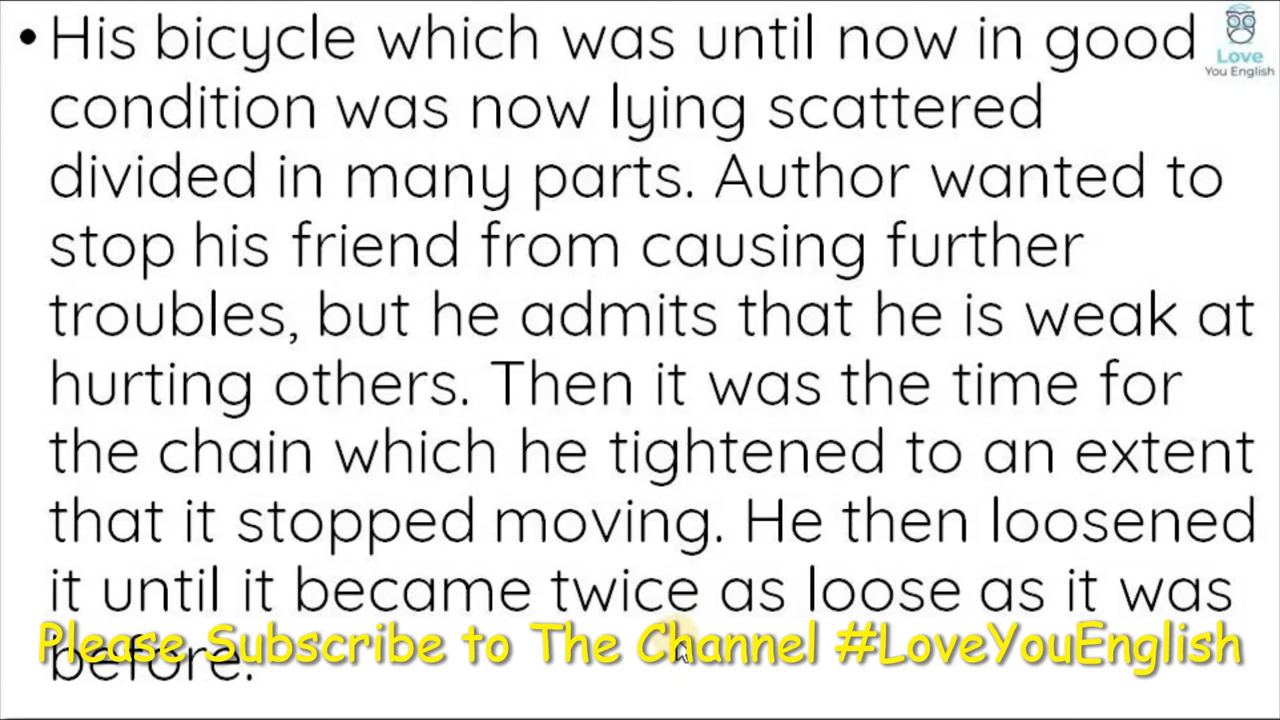 • His bicycle which was until now in good
condition was now lying scattered
divided in many parts. Author wanted to
stop his friend from causing further
troubles, but he admits that he is weak at
hurting others. Then it was the time for
the chain which he tightened to an extent
that it stopped moving. He then loosened
it until it became twice as loose as it was
before.
Please Subscribe to The Channel #LoveYouEnglish
Love
You English